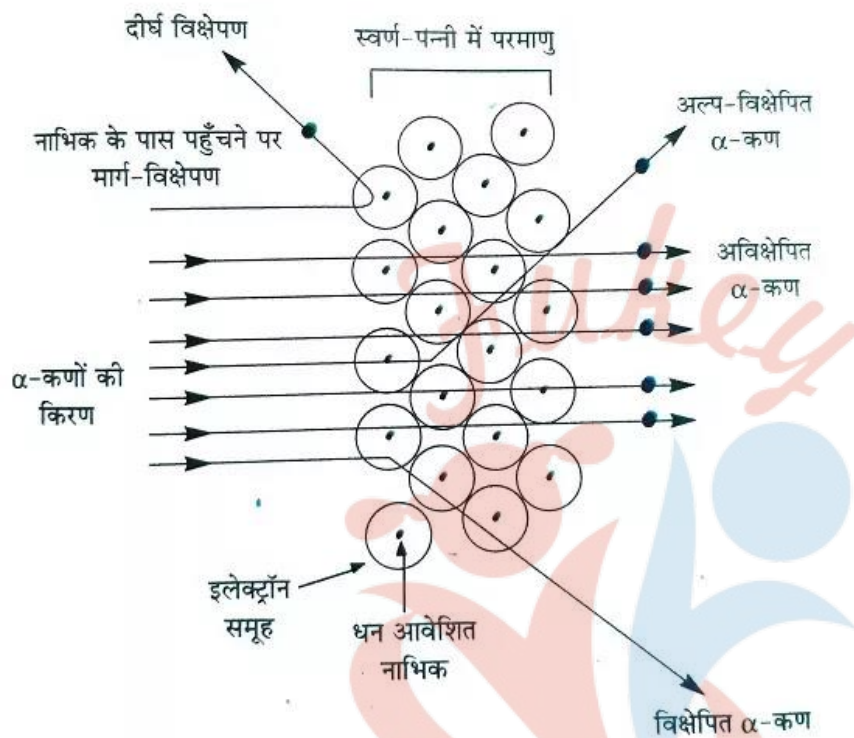 दीर्घ विक्षेपण
स्वर्ण-पन्नी में परमाणु
अल्प-विक्षेपित
α-कण
नाभिक के पास पहुँचने पर
मार्ग-विक्षेपण
अविक्षेपित
α-कण
α-कणों की
किरण
इलेक्ट्रॉन
समूह
धन आवेशित
नाभिक
विक्षेपित α-कण